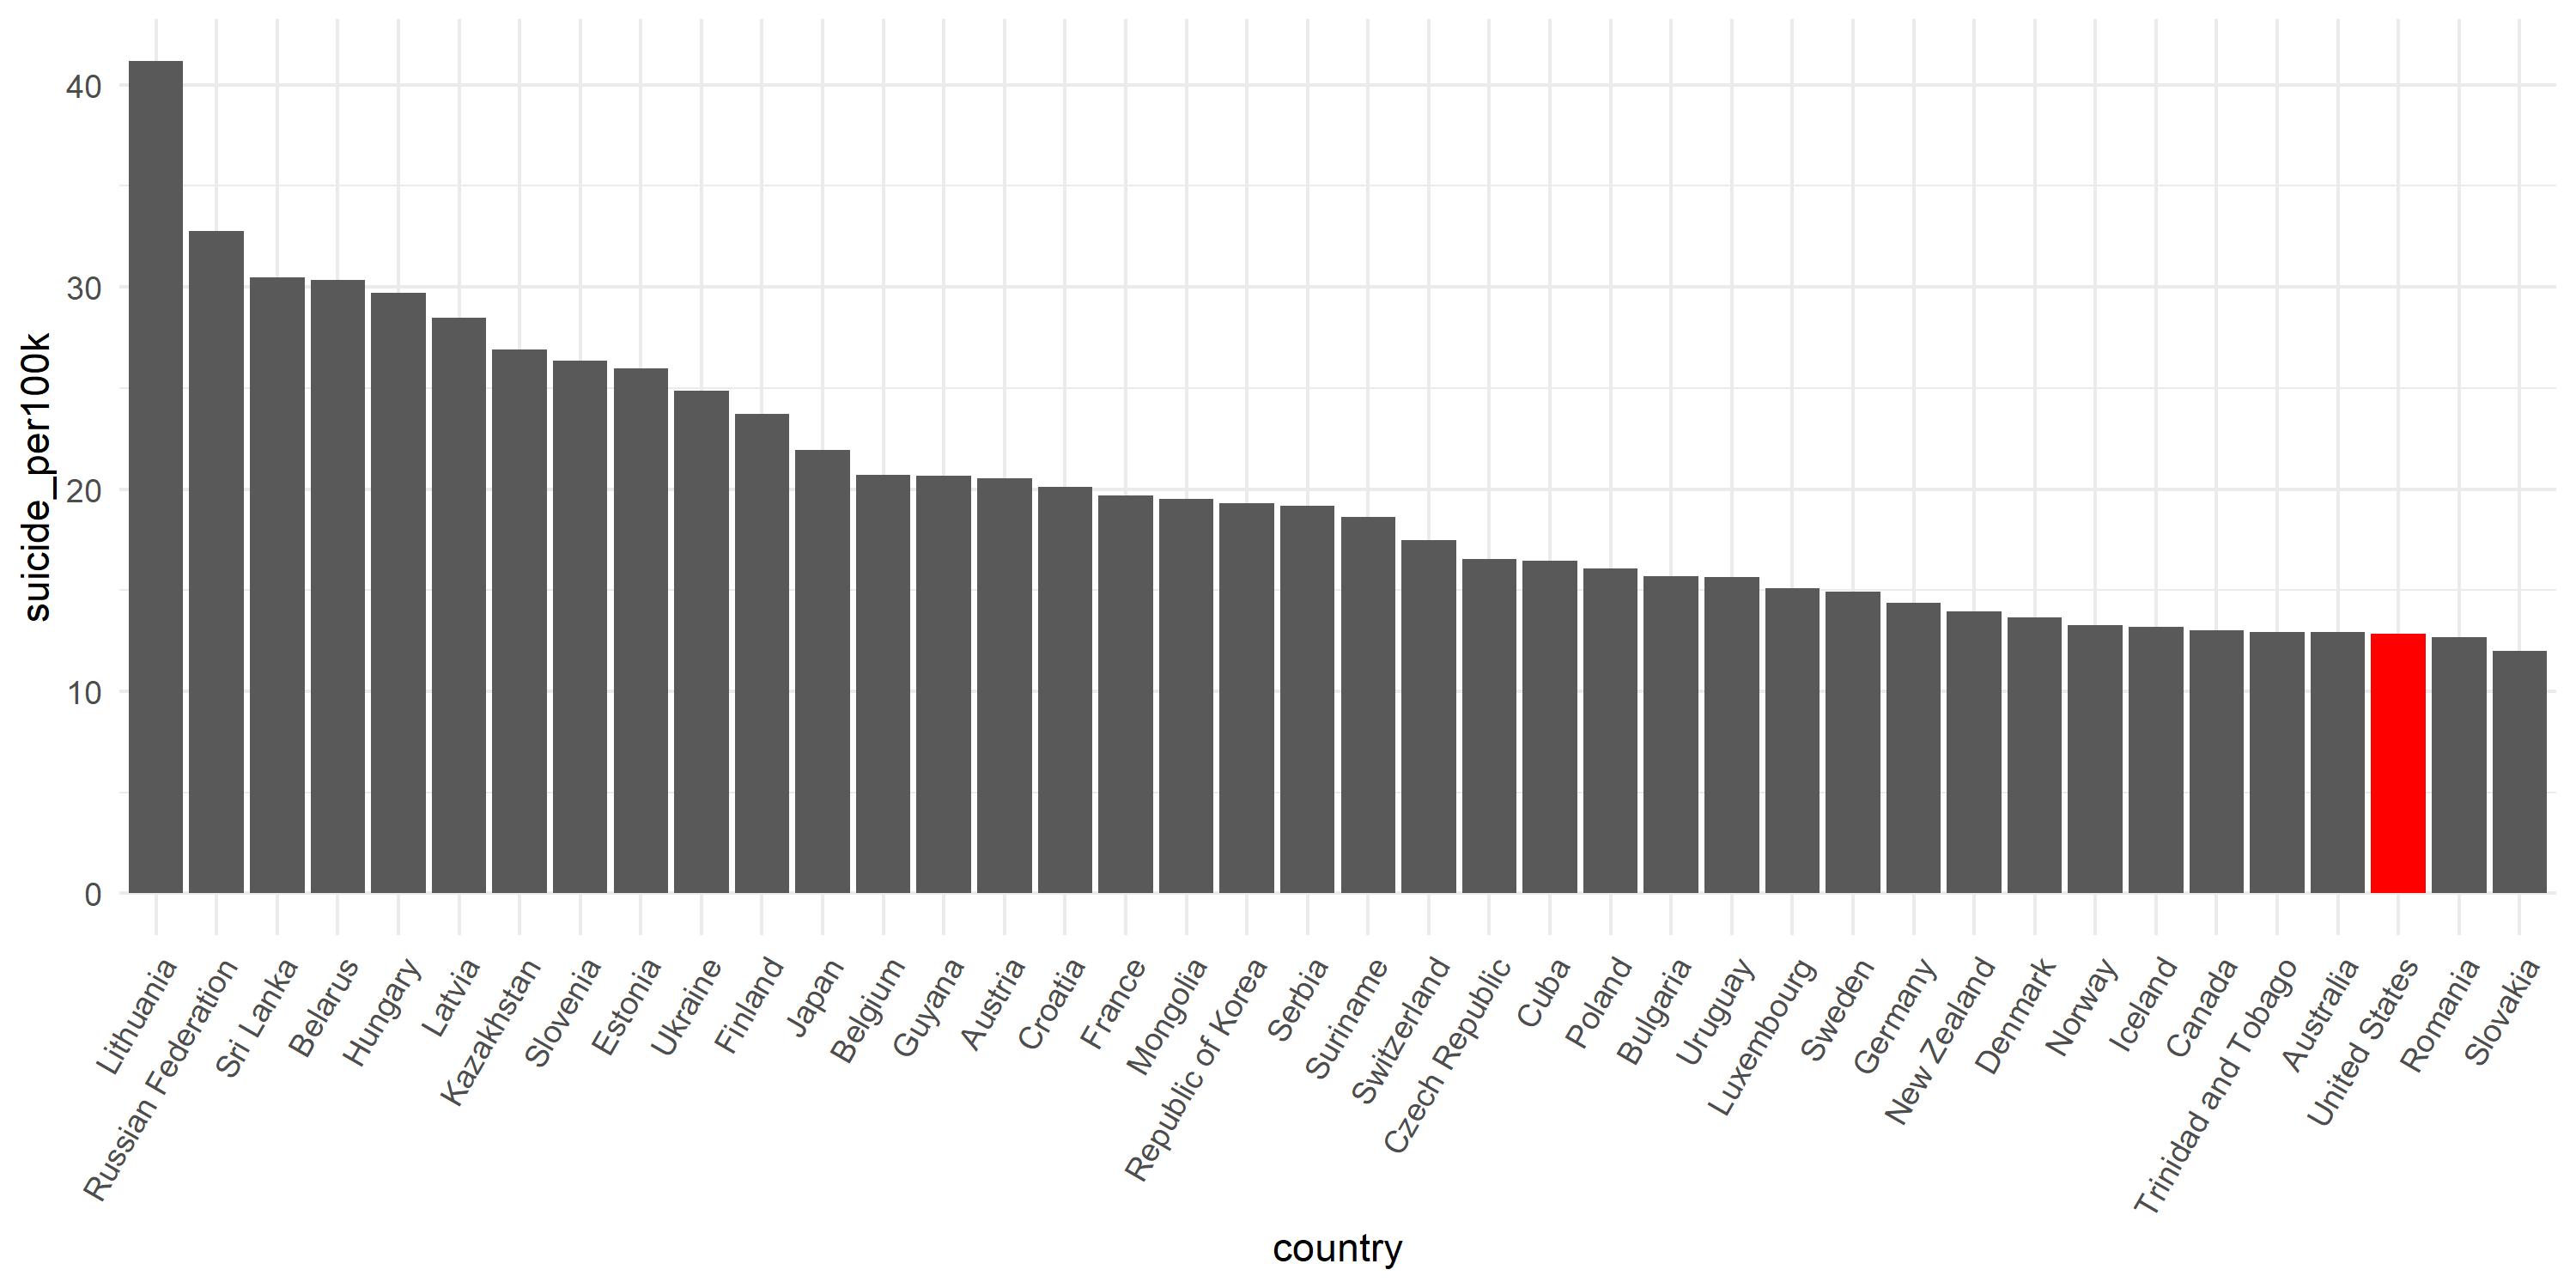 suicide_per100k
40
30
20
10
0
Lithuania
Russian Federation
Sri Lanka
Belarus
Hungary
Latvia
Kazakhstan
Slovenia
Estonia
Ukraine
Finland
Japan
Belgium
Guyana
Austria
Croatia
France
Mongolia
Republic of Korea
Serbia
Suriname
Switzerland
Czech Republic
Cuba
Poland
Bulgaria
Uruguay
Luxembourg
Sweden
Germany
New Zealand
Denmark
Norway
Iceland
Canada
Trinidad and Tobago
Australia
United States
Romania
Slovakia
country